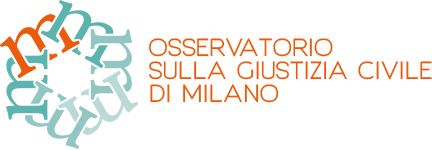 OSSERVATORIO
SULLA GIUSTIZIA CIVILE
DI MILANO